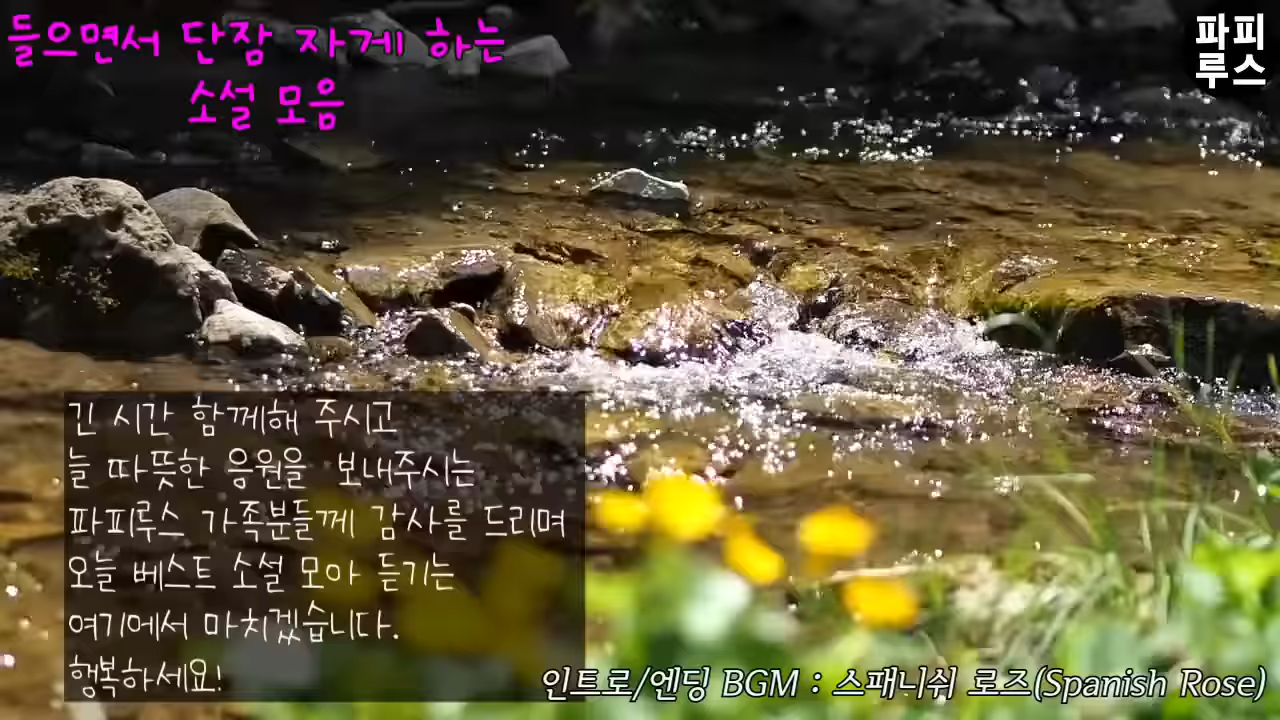 들으면서 단잠 자게 하는
소설 모음
파피
루스
긴 시간 함께해 주시고
늘 따뜻한 응원을 보내주시는
파피루스 가족분들께 감사를 드리며
오늘 베스트 소설 모아 듣기는
여기에서 마치겠습니다.
행복하세요!
인트로/엔딩 BGM : 스패니쉬 로즈(Spanish Rose)